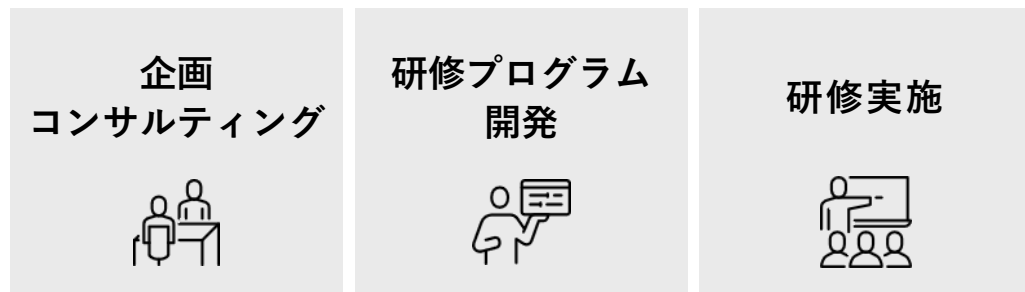 企画
コンサルティング
研修プログラム
開発
研修実施